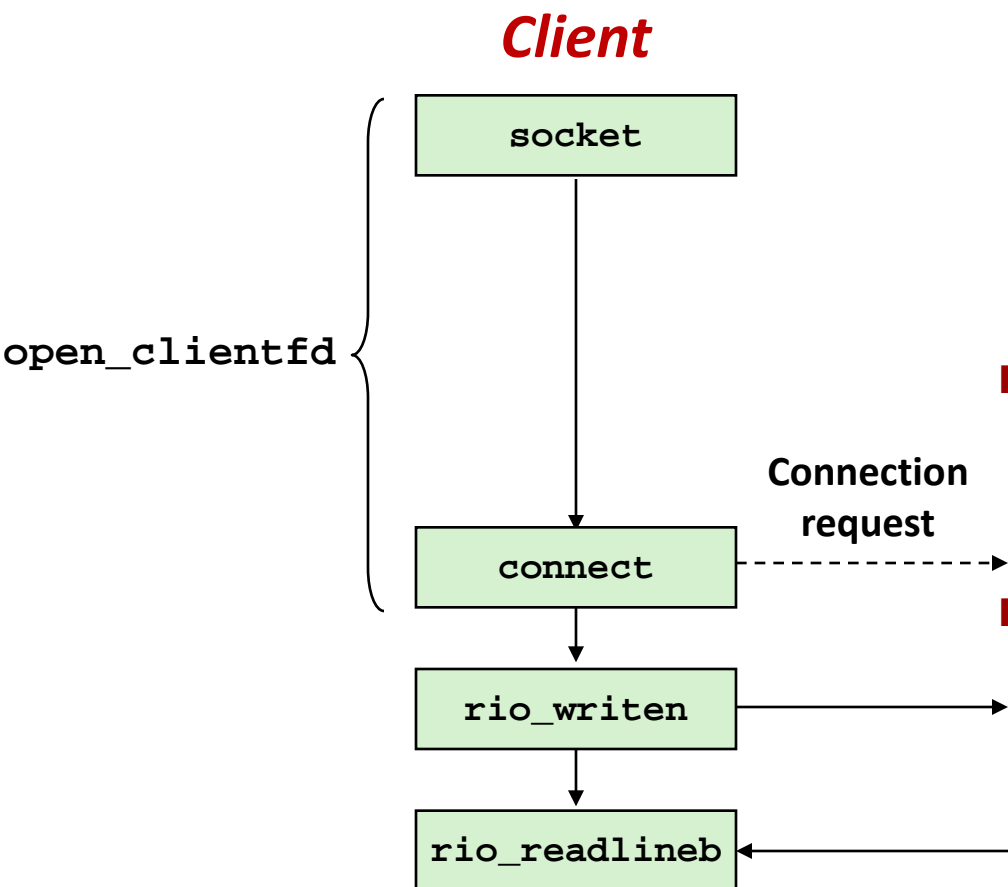 Client
socket
open_clientfd
Connection
request
connect
rio_writen
rio_readlineb